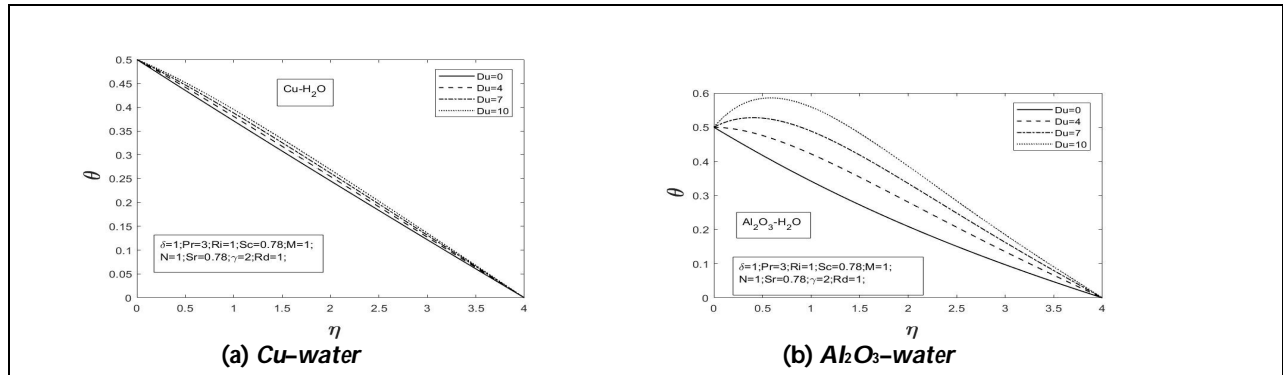 0.5
0.45
0.4
0.35
0.3
0.25
0.2
0.15
0.1
0.05
0
θ
Cu-H₂O
Du=0
Du=4
Du=7
Du=10
δ=1;Pr=3;Ri=1;Sc=0.78;M=1;
N=1;Sr=0.78;γ=2;Rd=1;
0 0.5 1 1.5 2 2.5 3 3.5 4
η
(a) Cu–water
0.6
0.5
0.4
0.3
0.2
0.1
0
θ
Du=0
Du=4
Du=7
Du=10
Al₂O₃-H₂O
δ=1;Pr=3;Ri=1;Sc=0.78;M=1;
N=1;Sr=0.78;γ=2;Rd=1;
0 0.5 1 1.5 2 2.5 3 3.5 4
η
(b) Al₂O₃–water